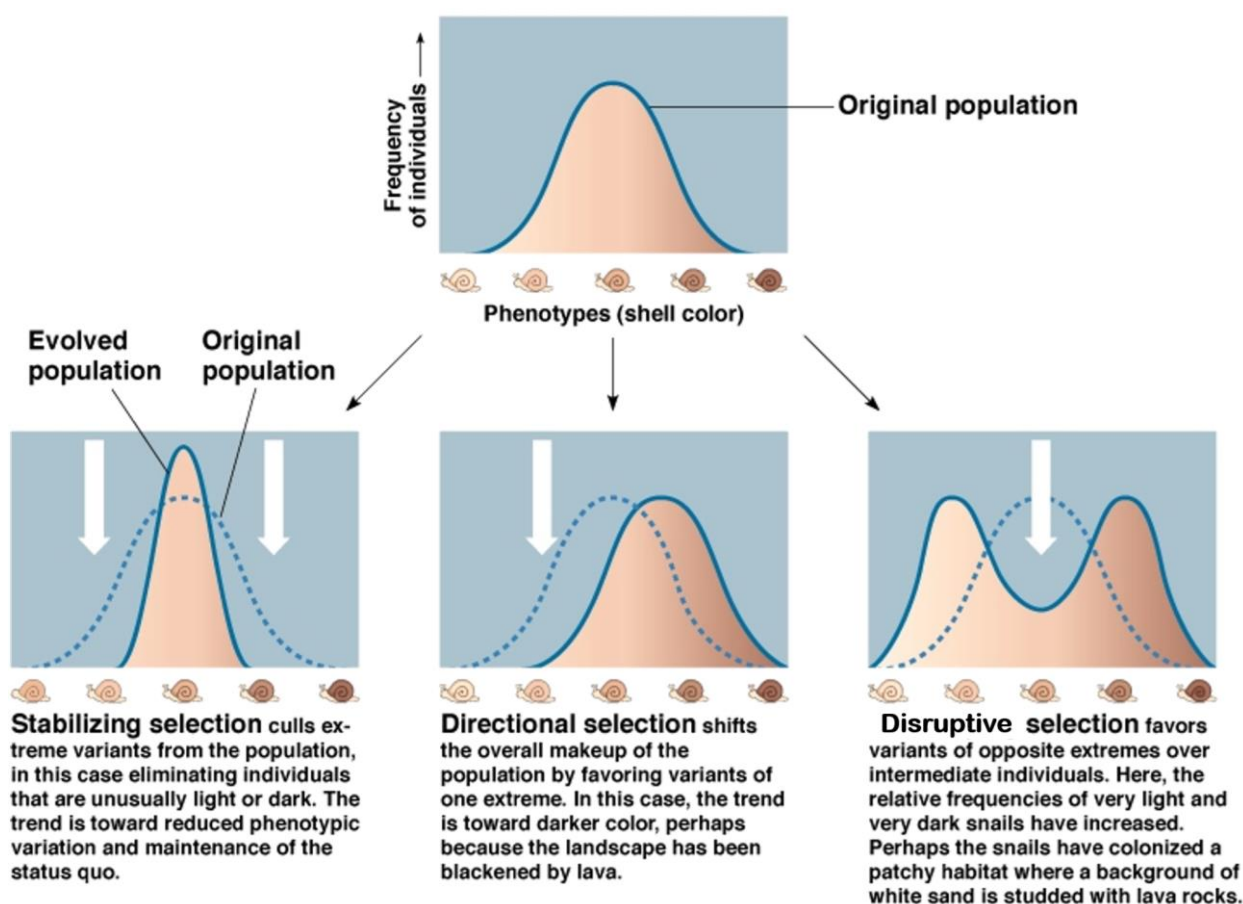 Frequency
of individuals
Original population
Phenotypes (shell color)
Evolved
population
Original
population
Stabilizing selection culls ex-
treme variants from the population,
in this case eliminating individuals
that are unusually light or dark. The
trend is toward reduced phenotypic
variation and maintenance of the
status quo.
Directional selection shifts
the overall makeup of the
population by favoring variants of
one extreme. In this case, the trend
is toward darker color, perhaps
because the landscape has been
blackened by lava.
Disruptive selection favors
variants of opposite extremes over
intermediate individuals. Here, the
relative frequencies of very light and
very dark snails have increased.
Perhaps the snails have colonized a
patchy habitat where a background of
white sand is studded with lava rocks.